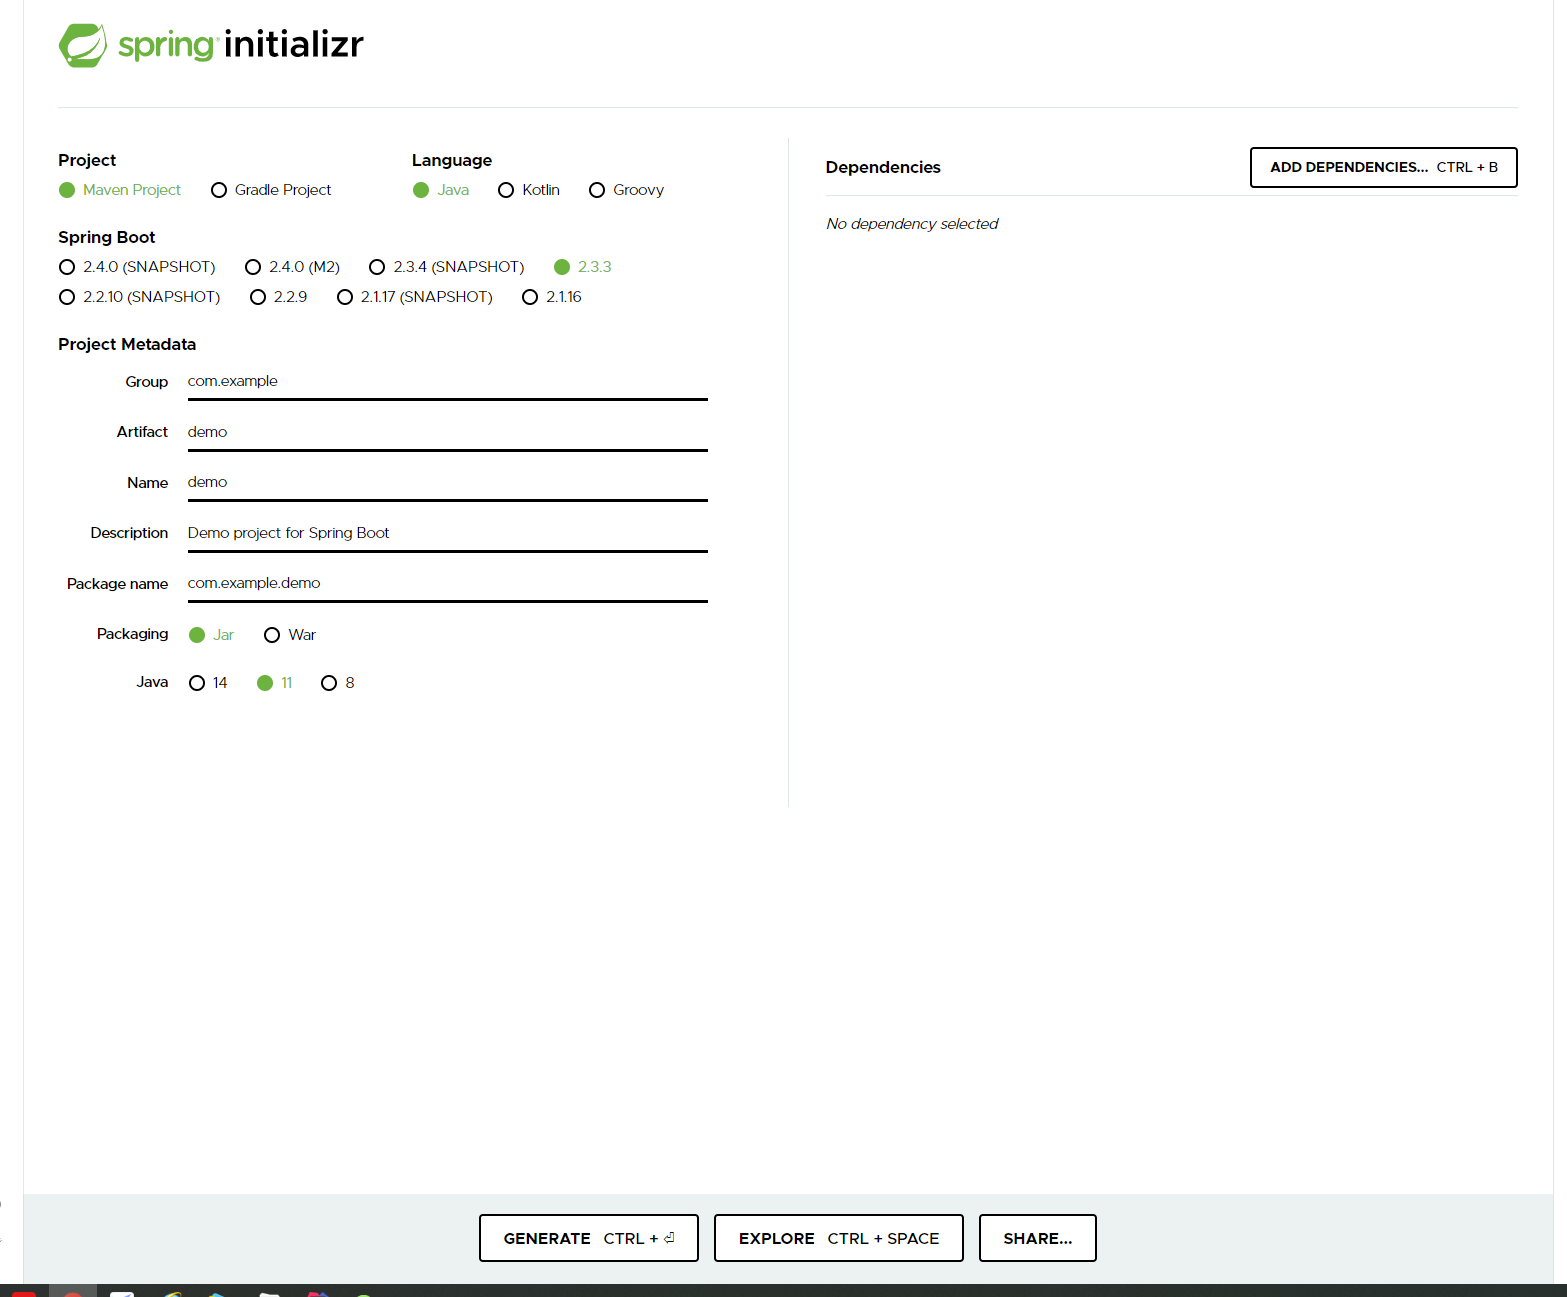 spring initializr
Project
Maven Project Gradle Project
Language
Java Kotlin Groovy
Spring Boot
2.4.0 (SNAPSHOT) 2.4.0 (M2) 2.3.4 (SNAPSHOT) 2.3.3
2.2.10 (SNAPSHOT) 2.2.9 2.1.17 (SNAPSHOT) 2.1.16
Project Metadata
Group com.example
Artifact demo
Name demo
Description Demo project for Spring Boot
Package name com.example.demo
Packaging Jar War
Java 14 11 8
Dependencies ADD DEPENDENCIES... CTRL + B
No dependency selected
GENERATE CTRL + ⏎ EXPLORE CTRL + SPACE SHARE...